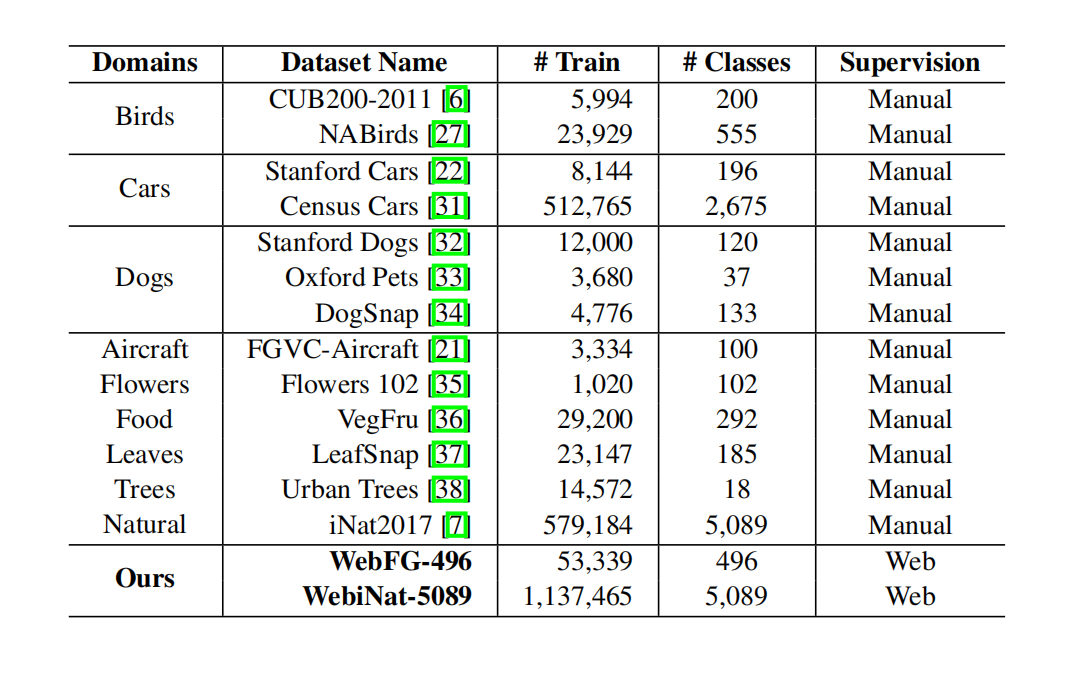 Domains Dataset Name # Train # Classes Supervision
Birds CUB200-2011 [6] 5,994 200 Manual
NABirds [27] 23,929 555 Manual
Cars Stanford Cars [22] 8,144 196 Manual
Census Cars [31] 512,765 2,675 Manual
Dogs Stanford Dogs [32] 12,000 120 Manual
Oxford Pets [33] 3,680 37 Manual
DogSnap [34] 4,776 133 Manual
Aircraft FGVC-Aircraft [21] 3,334 100 Manual
Flowers Flowers 102 [35] 1,020 102 Manual
Food VegFru [36] 29,200 292 Manual
Leaves LeafSnap [37] 23,147 185 Manual
Trees Urban Trees [38] 14,572 18 Manual
Natural iNat2017 [7] 579,184 5,089 Manual
Ours WebFG-496 53,339 496 Web
WebiNat-5089 1,137,465 5,089 Web